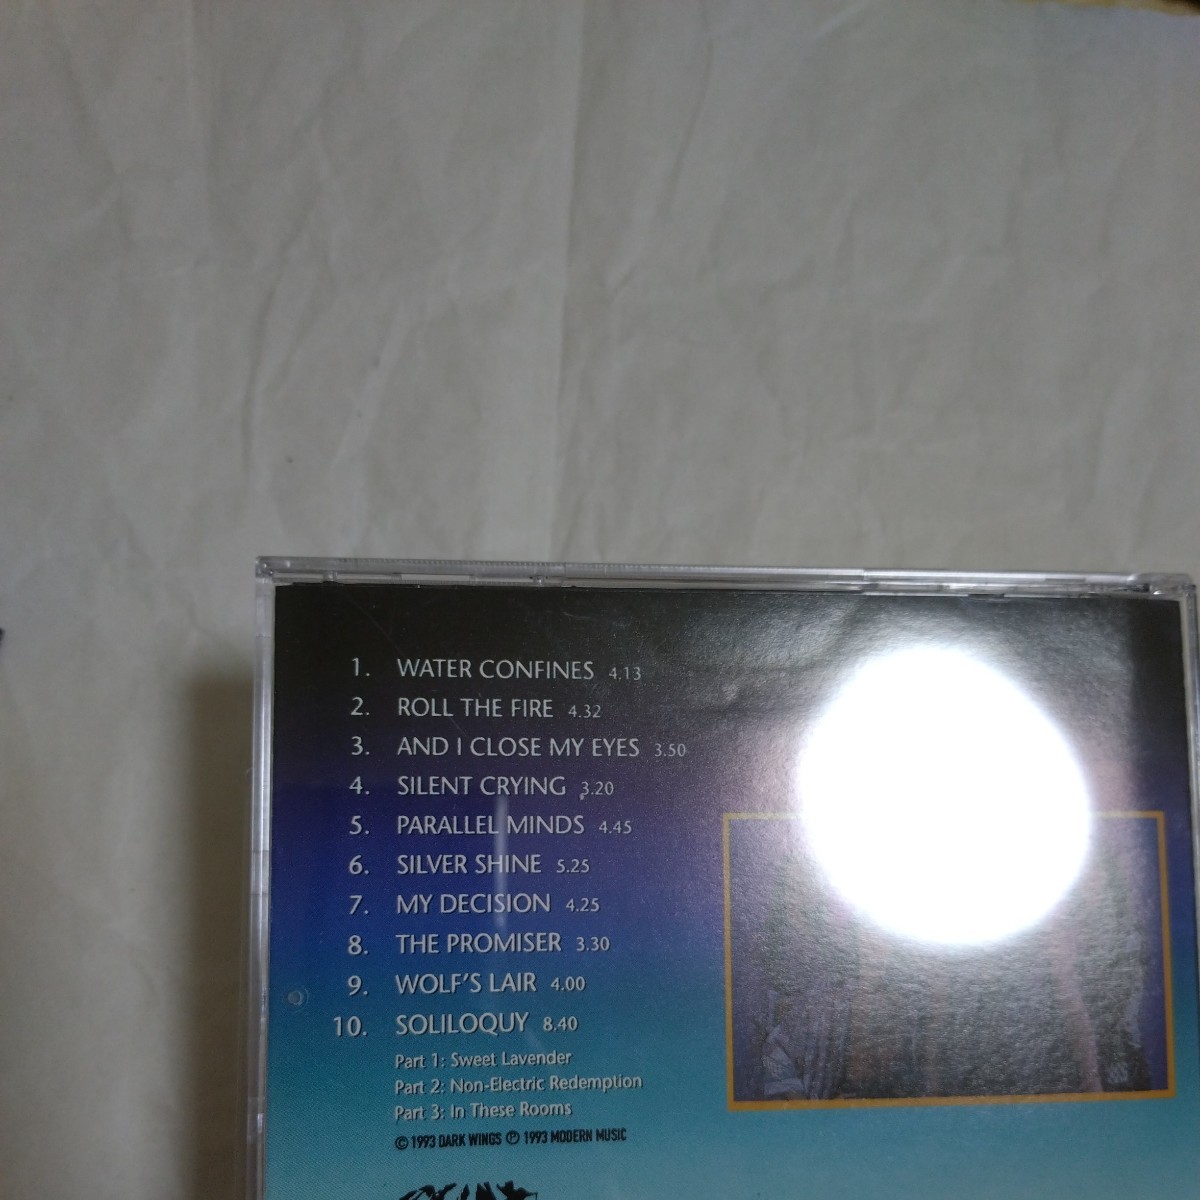 1. WATER CONFINES 4.13
2. ROLL THE FIRE 4.32
3. AND I CLOSE MY EYES 3.50
4. SILENT CRYING 3.20
5. PARALLEL MINDS 4.45
6. SILVER SHINE 5.25
7. MY DECISION 4.25
8. THE PROMISER 3.30
9. WOLF'S LAIR 4.00
10. SOLILOQUY 8.40
Part 1: Sweet Lavender
Part 2: Non-Electric Redemption
Part 3: In These Rooms
© 1993 DARK WINGS ℗ 1993 MODERN MUSIC